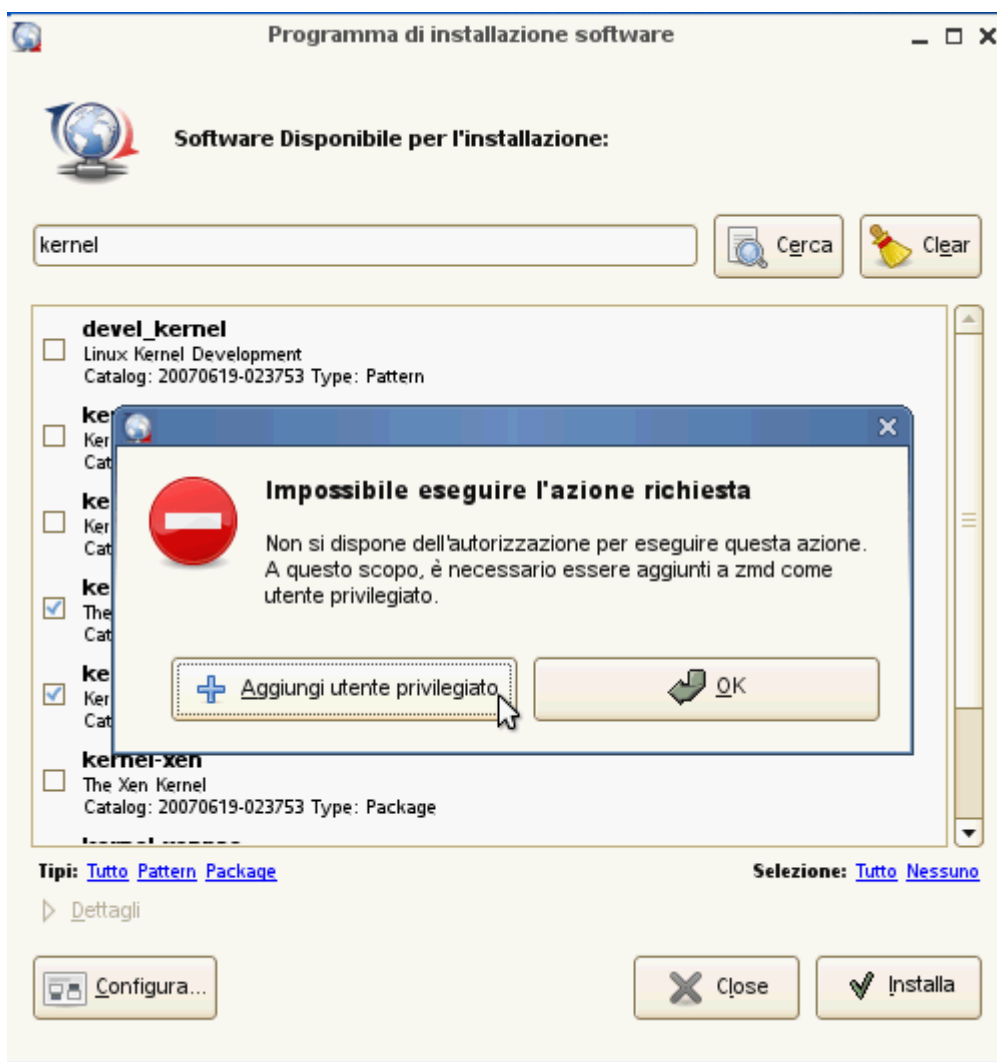 Programma di installazione software
Software Disponibile per l'installazione:
kernel
Cerca
Clear
devel_kernel
Linux Kernel Development
Catalog: 20070619-023753 Type: Pattern
Impossibile eseguire l'azione richiesta
Non si dispone dell'autorizzazione per eseguire questa azione.
A questo scopo, è necessario essere aggiunti a zmd come
utente privilegiato.
Aggiungi utente privilegiato
OK
The
kernel-xen
The Xen Kernel
Catalog: 20070619-023753 Type: Package
Tipi: Tutto Pattern Package
Selezione: Tutto Nessuno
Dettagli
Configura...
Close
Installa